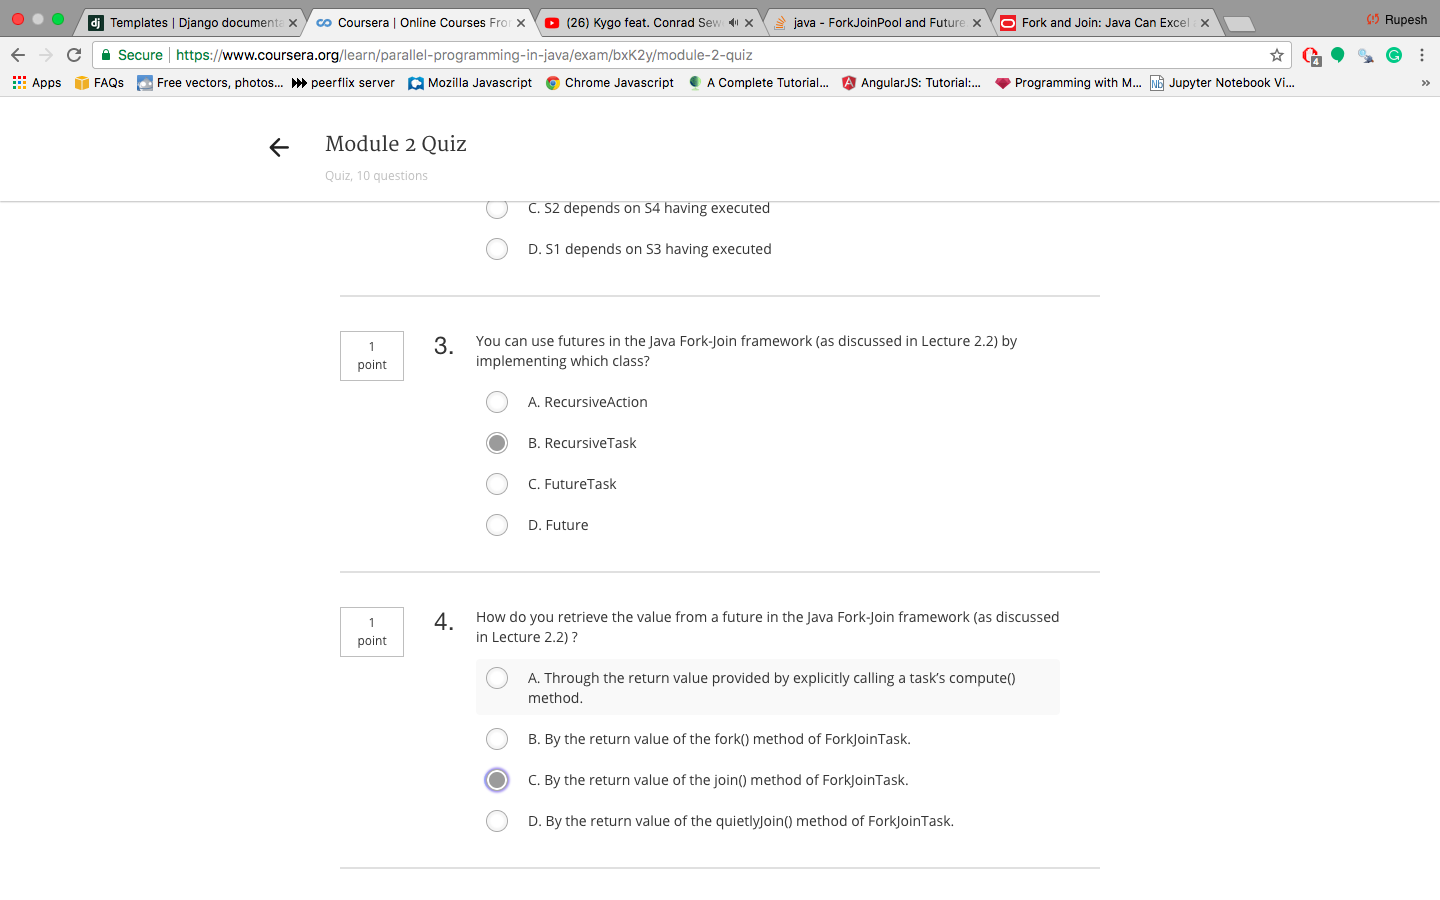 Templates | Django documenta
Coursera | Online Courses Fro
(26) Kygo feat. Conrad Sew
java - ForkJoinPool and Future
Fork and Join: Java Can Excel
Rupesh
Secure
https://www.coursera.org/learn/parallel-programming-in-java/exam/bxK2y/module-2-quiz
4
Apps
FAQs
Free vectors, photos...
peerflix server
Mozilla Javascript
Chrome Javascript
A Complete Tutorial...
AngularJS: Tutorial:...
Programming with M...
Jupyter Notebook Vi...
»
Module 2 Quiz
Quiz, 10 questions
C. S2 depends on S4 having executed
D. S1 depends on S3 having executed
1
point
3.
You can use futures in the Java Fork-Join framework (as discussed in Lecture 2.2) by
implementing which class?
A. RecursiveAction
B. RecursiveTask
C. FutureTask
D. Future
1
point
4.
How do you retrieve the value from a future in the Java Fork-Join framework (as discussed
in Lecture 2.2) ?
A. Through the return value provided by explicitly calling a task’s compute()
method.
B. By the return value of the fork() method of ForkJoinTask.
C. By the return value of the join() method of ForkJoinTask.
D. By the return value of the quietlyJoin() method of ForkJoinTask.